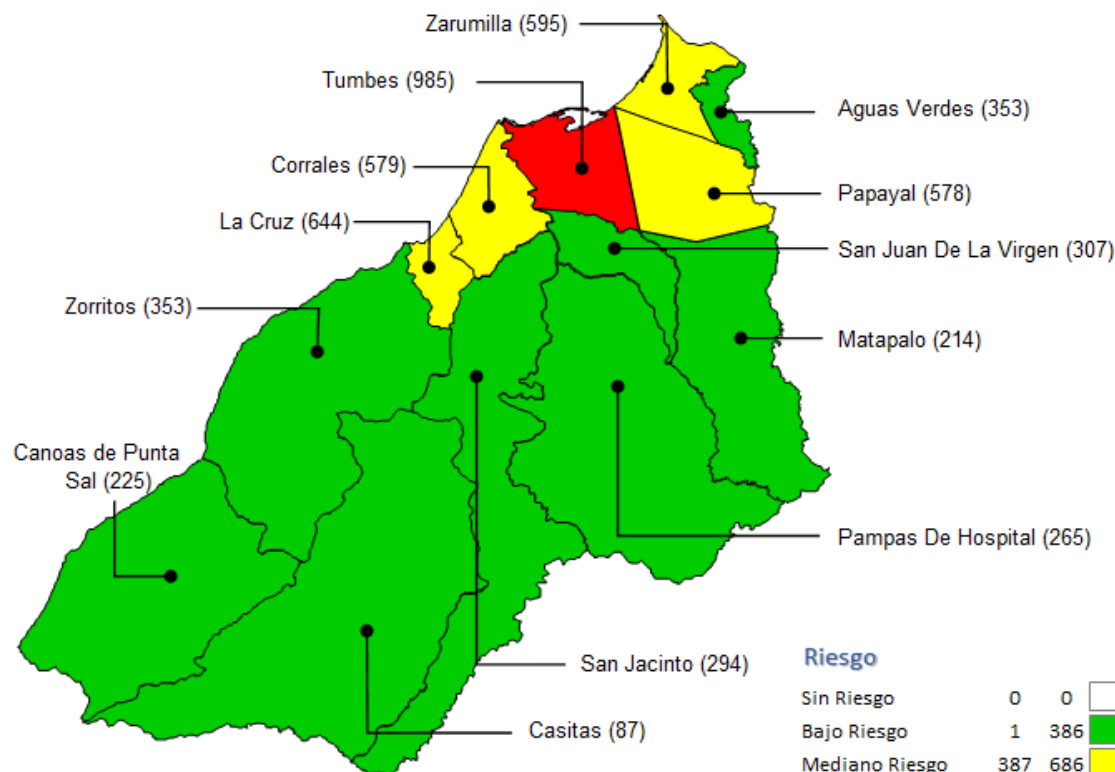 Zarumilla (595)
Tumbes (985)
Aguas Verdes (353)
Corrales (579)
Papayal (578)
La Cruz (644)
San Juan De La Virgen (307)
Zorritos (353)
Matapalo (214)
Canoas de Punta
Sal (225)
Pampas De Hospital (265)
San Jacinto (294)
Casitas (87)
Riesgo
Sin Riesgo 0 0
Bajo Riesgo 1 386
Mediano Riesgo 387 686